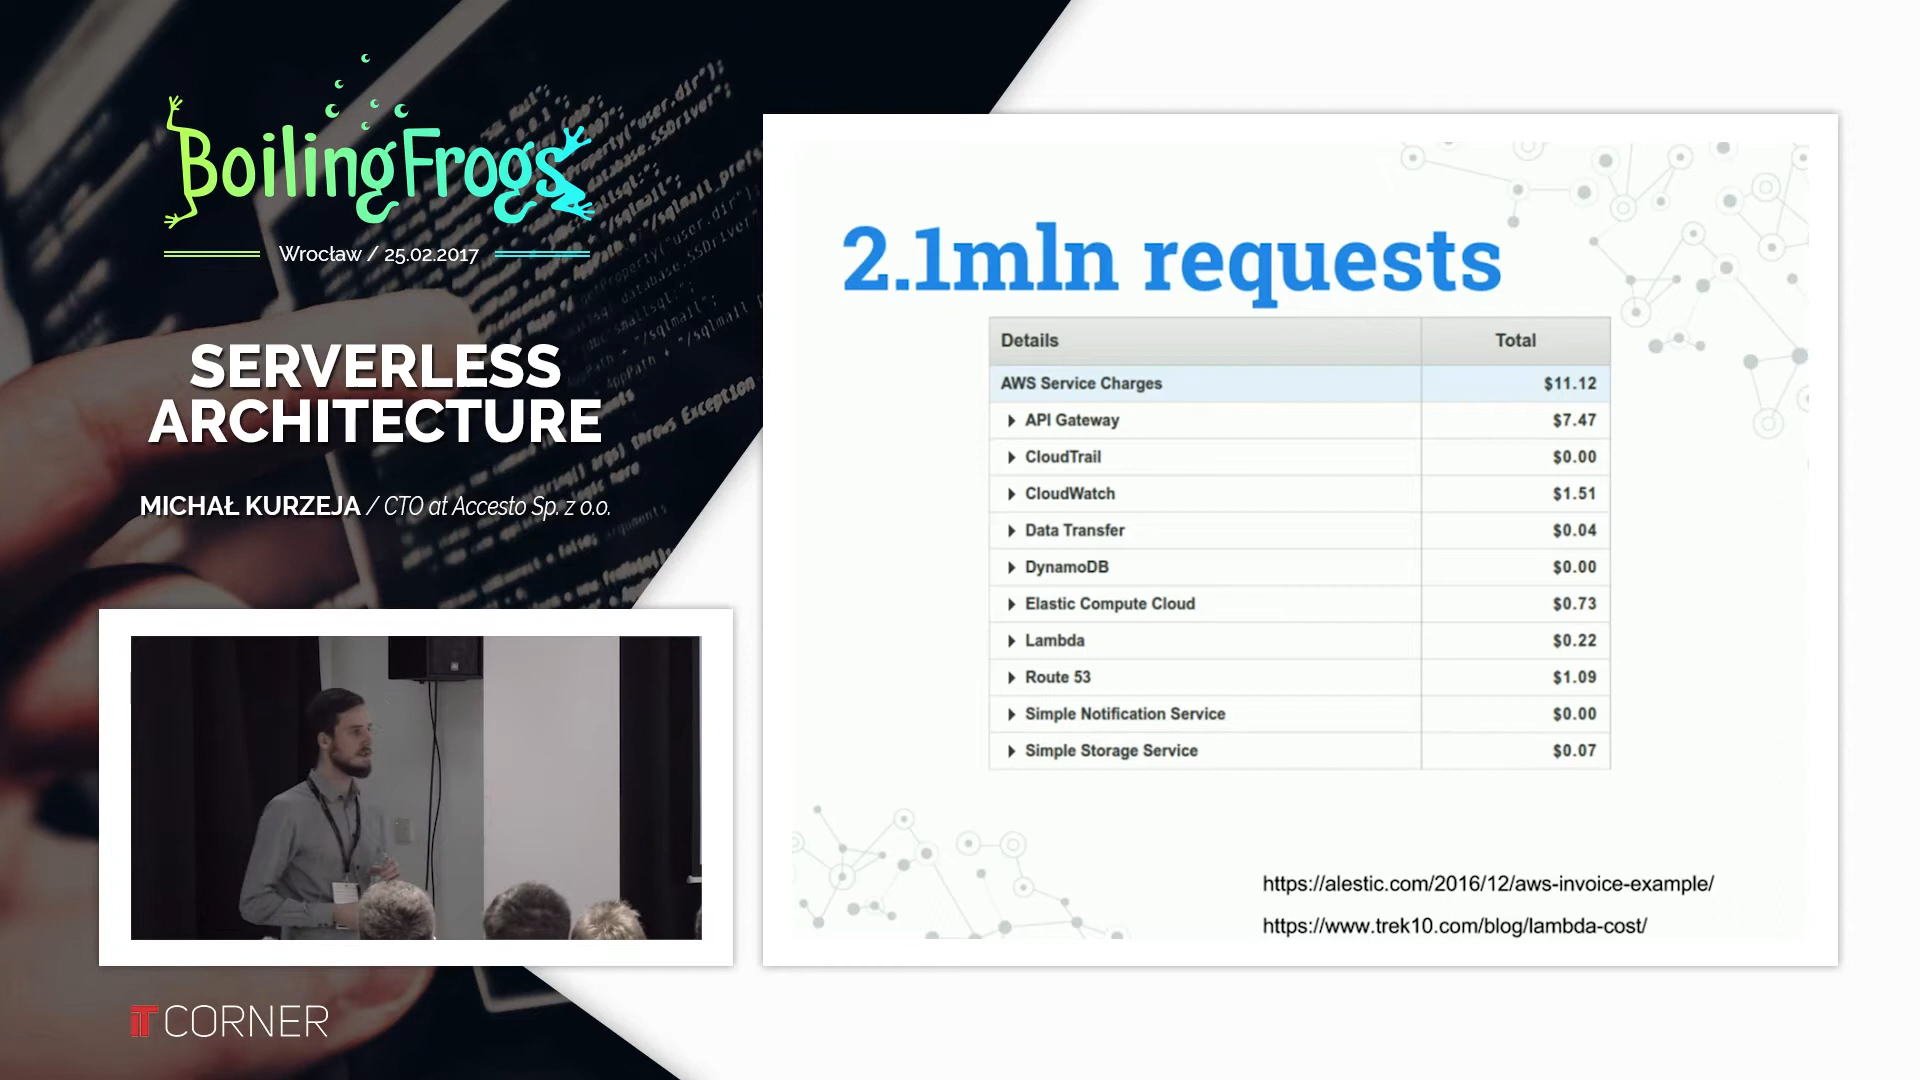 BoilingFrogs
Wrocław / 25.02.2017
SERVERLESS
ARCHITECTURE
MICHAŁ KURZEJA / CTO at Accesto Sp. z o.o.
IT CORNER
2.1mln requests
Details Total
AWS Service Charges $11.12
API Gateway $7.47
CloudTrail $0.00
CloudWatch $1.51
Data Transfer $0.04
DynamoDB $0.00
Elastic Compute Cloud $0.73
Lambda $0.22
Route 53 $1.09
Simple Notification Service $0.00
Simple Storage Service $0.07
https://alestic.com/2016/12/aws-invoice-example/
https://www.trek10.com/blog/lambda-cost/